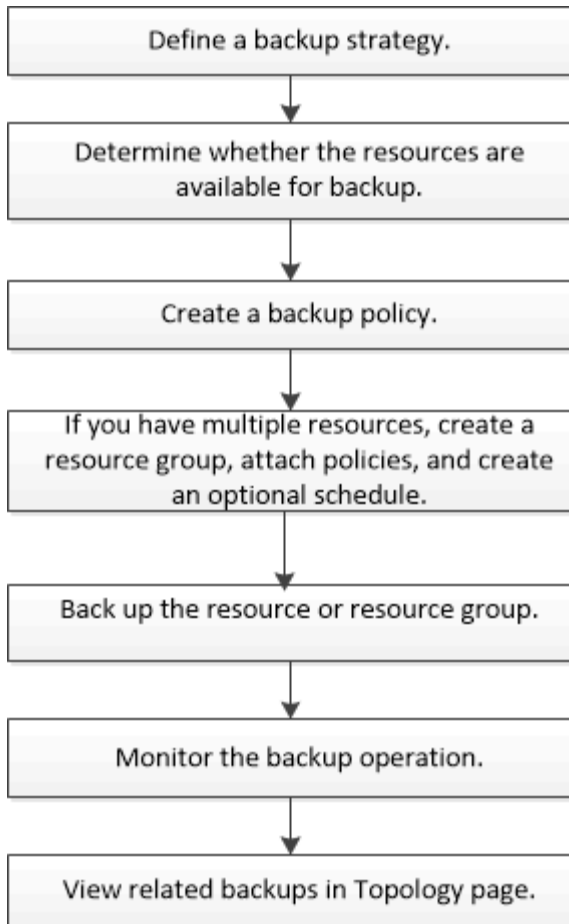 Define a backup strategy.
Determine whether the resources are
available for backup.
Create a backup policy.
If you have multiple resources, create a
resource group, attach policies, and create
an optional schedule.
Back up the resource or resource group.
Monitor the backup operation.
View related backups in Topology page.